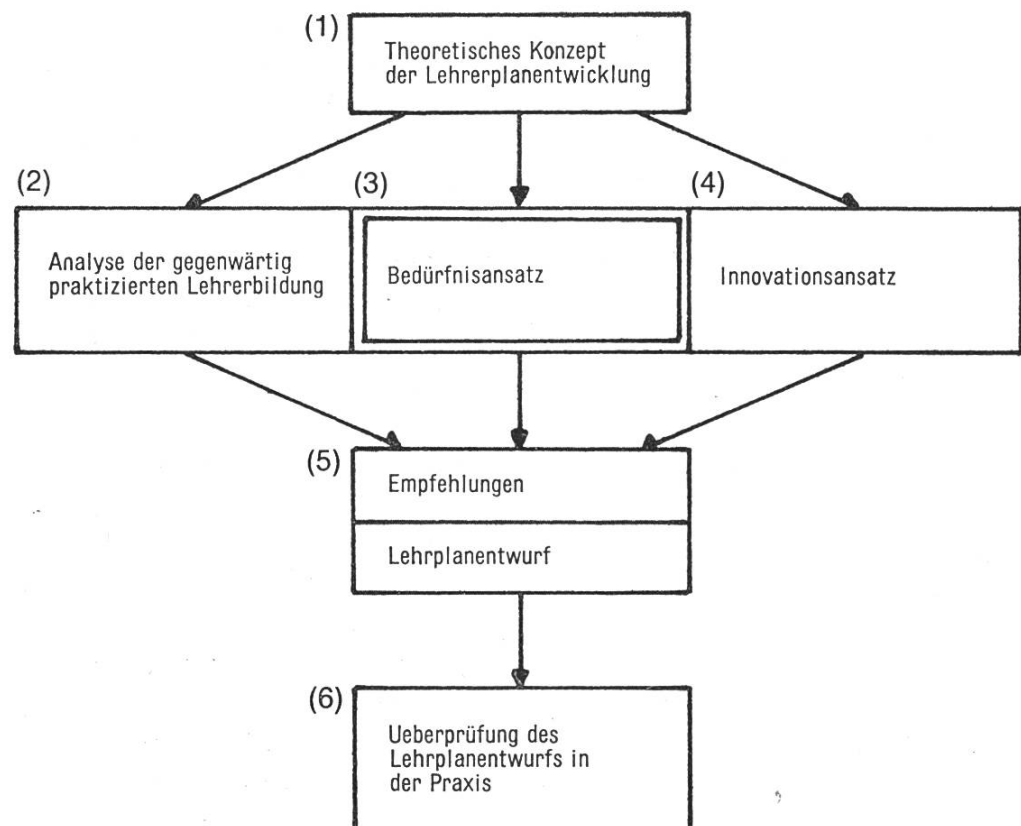 (1)
Theoretisches Konzept
der Lehrerplanentwicklung
(2)
Analyse der gegenwärtig
praktizierten Lehrerbildung
(3)
Bedürfnisansatz
(4)
Innovationsansatz
(5)
Empfehlungen
Lehrplanentwurf
(6)
Ueberprüfung des
Lehrplanentwurfs in
der Praxis